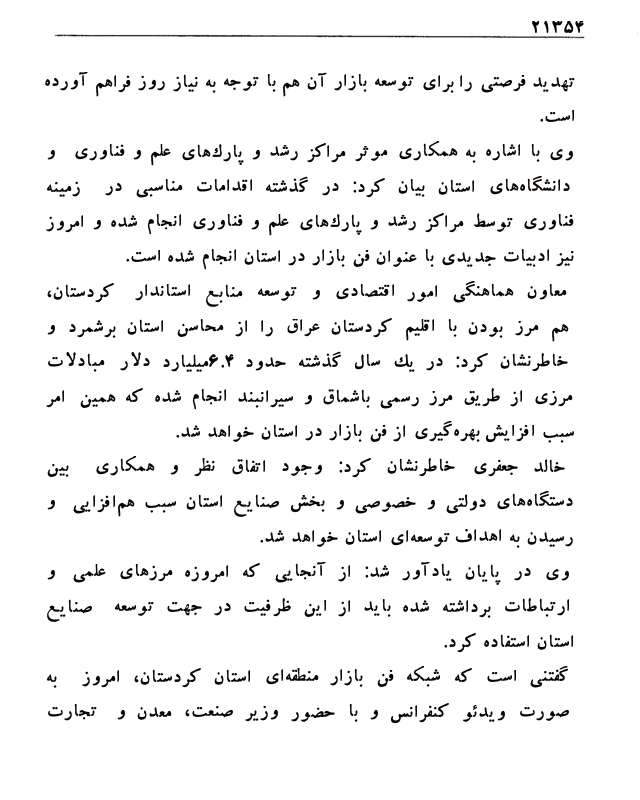 ۲۱۳۵۴
تهدید فرصتی را برای توسعه بازار آن هم با توجه به نیاز روز فراهم آورده
است.
وی با اشاره به همکاری موثر مراکز رشد و پارك‌های علم و فناوری و
دانشگاه‌های استان بیان کرد: در گذشته اقدامات مناسبی در زمینه
فناوری توسط مراکز رشد و پارك‌های علم و فناوری انجام شده و امروز
نیز ادبیات جدیدی با عنوان فن بازار در استان انجام شده است.
معاون هماهنگی امور اقتصادی و توسعه منابع استاندار کردستان،
هم مرز بودن با اقلیم کردستان عراق را از محاسن استان برشمرد و
خاطرنشان کرد: در یك سال گذشته حدود ۶.۴میلیارد دلار مبادلات
مرزی از طریق مرز رسمی باشماق و سیرانبند انجام شده که همین امر
سبب افزایش بهره‌گیری از فن بازار در استان خواهد شد.
خالد جعفری خاطرنشان کرد: وجود اتفاق نظر و همکاری بین
دستگاه‌های دولتی و خصوصی و بخش صنایع استان سبب هم‌افزایی و
رسیدن به اهداف توسعه‌ای استان خواهد شد.
وی در پایان یادآور شد: از آنجایی که امروزه مرزهای علمی و
ارتباطات برداشته شده باید از این ظرفیت در جهت توسعه صنایع
استان استفاده کرد.
گفتنی است که شبکه فن بازار منطقه‌ای استان کردستان، امروز به
صورت ویدئو کنفرانس و با حضور وزیر صنعت، معدن و تجارت